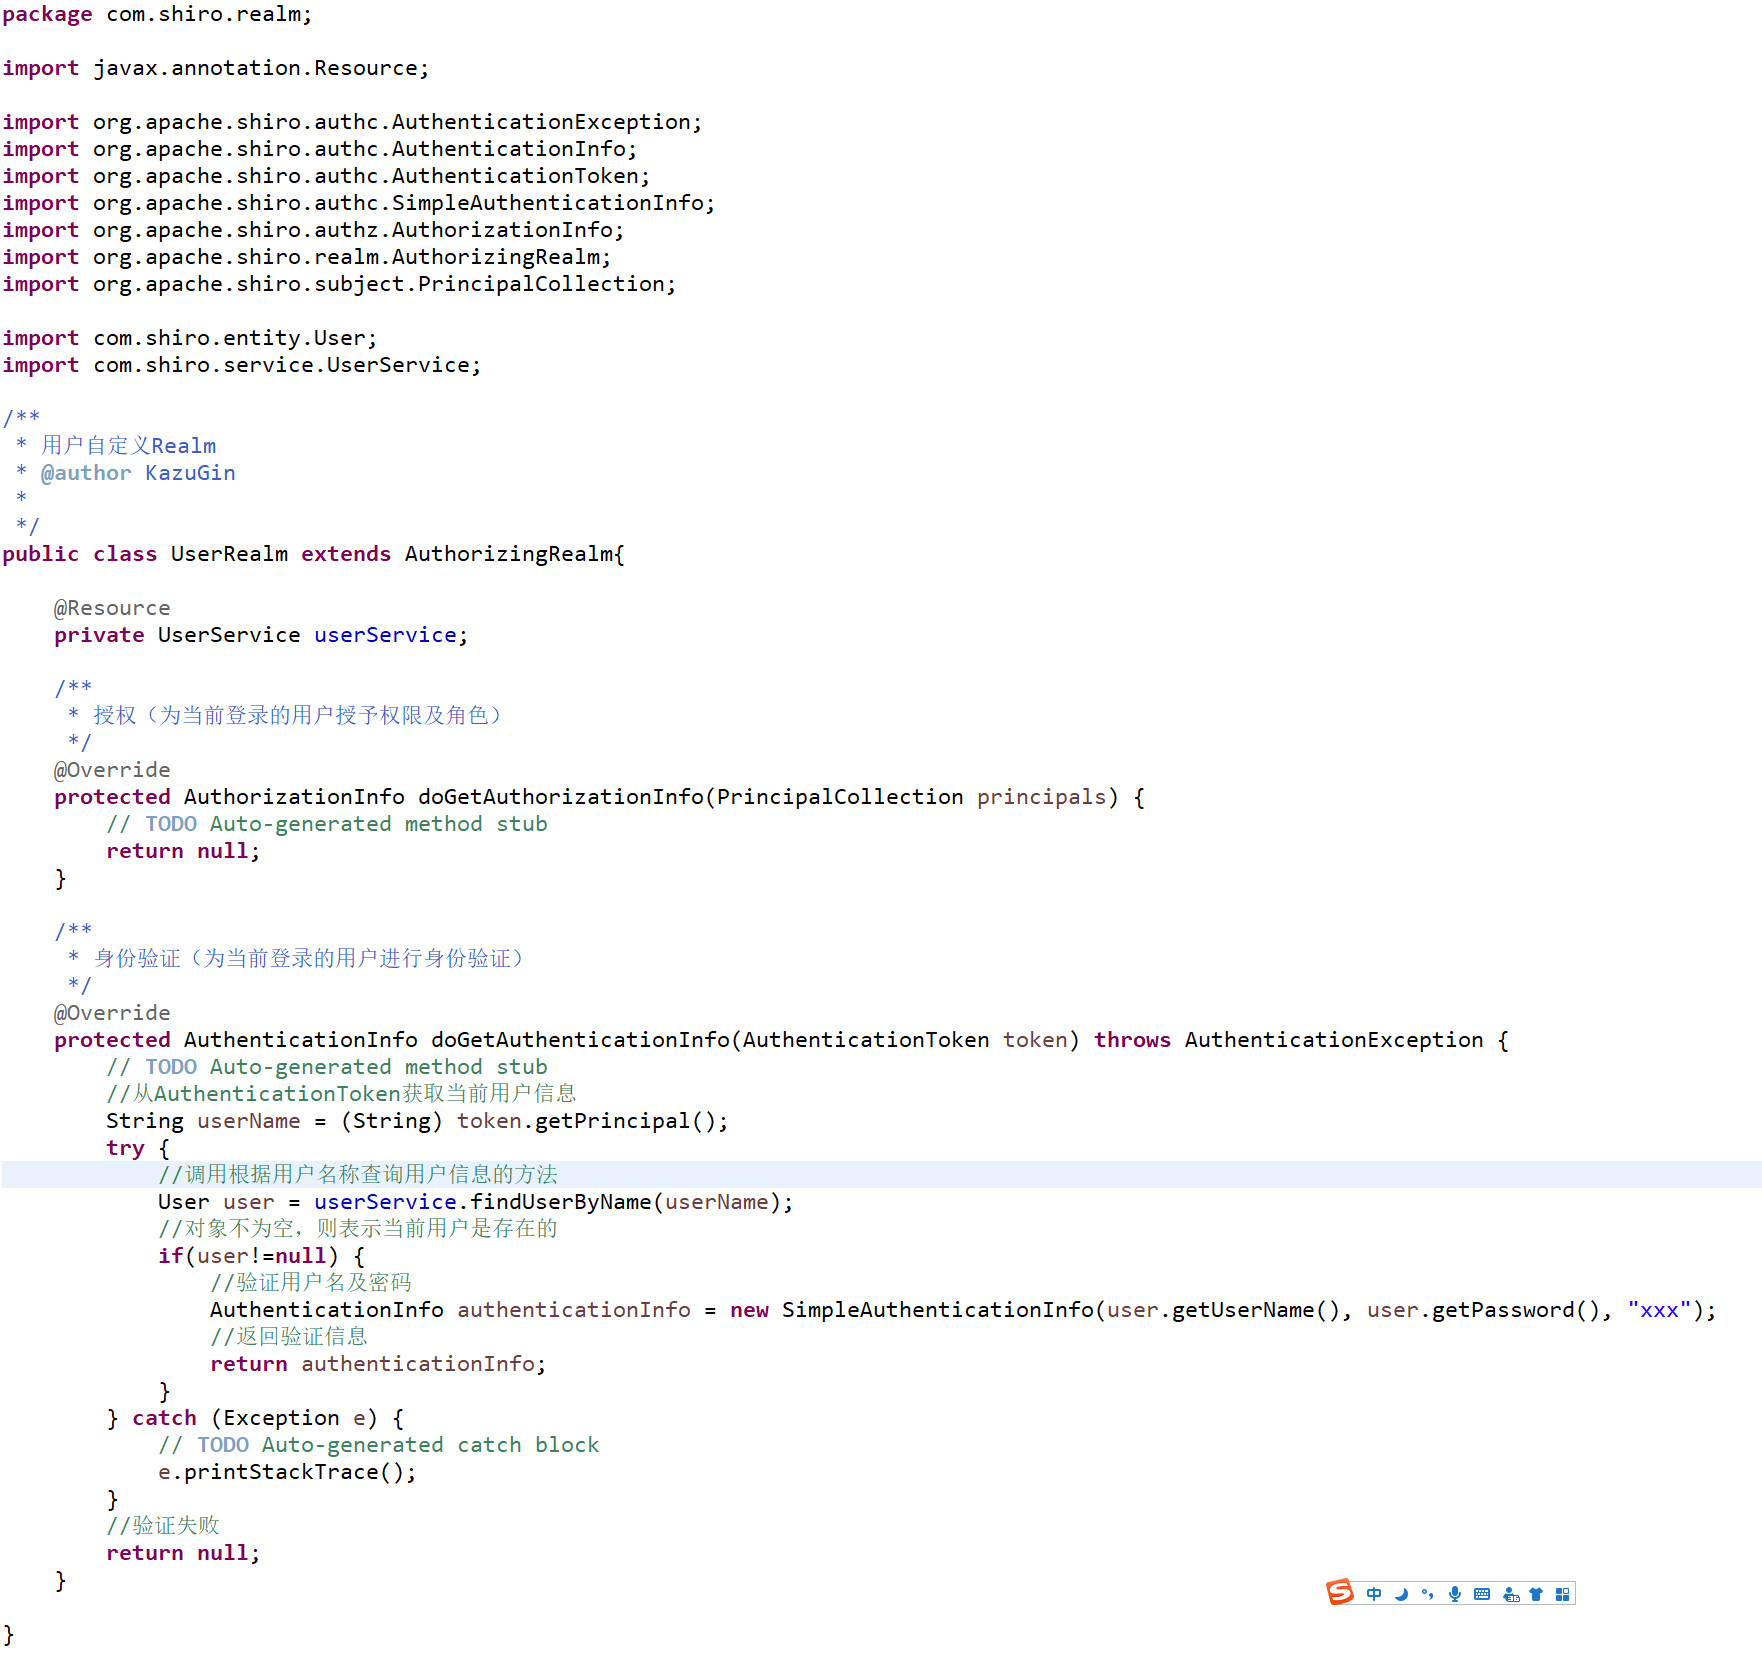 package com.shiro.realm;
import javax.annotation.Resource;
import org.apache.shiro.authc.AuthenticationException;
import org.apache.shiro.authc.AuthenticationInfo;
import org.apache.shiro.authc.AuthenticationToken;
import org.apache.shiro.authc.SimpleAuthenticationInfo;
import org.apache.shiro.authz.AuthorizationInfo;
import org.apache.shiro.realm.AuthorizingRealm;
import org.apache.shiro.subject.PrincipalCollection;
import com.shiro.entity.User;
import com.shiro.service.UserService;
/**
 * 用户自定义Realm
 * @author KazuGin
 *
 */
public class UserRealm extends AuthorizingRealm{
    @Resource
    private UserService userService;
    /**
     * 授权（为当前登录的用户授予权限及角色）
     */
    @Override
    protected AuthorizationInfo doGetAuthorizationInfo(PrincipalCollection principals) {
        // TODO Auto-generated method stub
        return null;
    }
    /**
     * 身份验证（为当前登录的用户进行身份验证）
     */
    @Override
    protected AuthenticationInfo doGetAuthenticationInfo(AuthenticationToken token) throws AuthenticationException {
        // TODO Auto-generated method stub
        //从AuthenticationToken获取当前用户信息
        String userName = (String) token.getPrincipal();
        try {
            //调用根据用户名称查询用户信息的方法
            User user = userService.findUserByName(userName);
            //对象不为空，则表示当前用户是存在的
            if(user!=null) {
                //验证用户名及密码
                AuthenticationInfo authenticationInfo = new SimpleAuthenticationInfo(user.getUserName(), user.getPassword(), "xxx");
                //返回验证信息
                return authenticationInfo;
            }
        } catch (Exception e) {
            // TODO Auto-generated catch block
            e.printStackTrace();
        }
        //验证失败
        return null;
    }
S 中
}